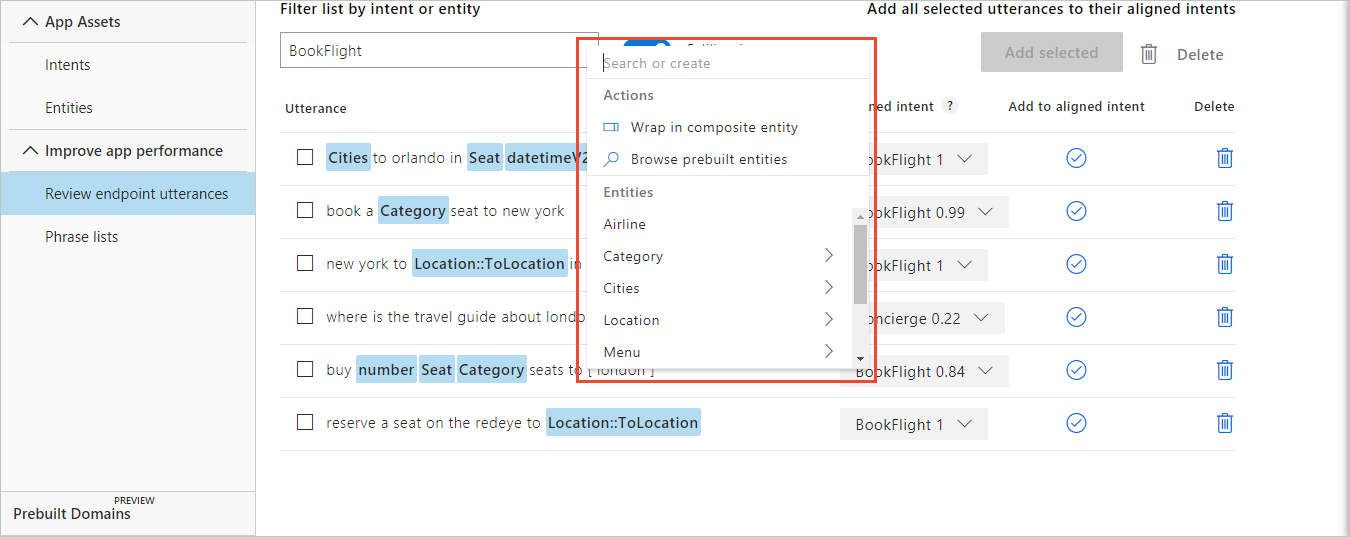 App Assets
Intents
Entities
Improve app performance
Review endpoint utterances
Phrase lists
PREVIEW
Prebuilt Domains
Filter list by intent or entity
Add all selected utterances to their aligned intents
BookFlight
Add selected
Delete
Utterance
ned intent ?
Add to aligned intent
Delete
Cities to orlando in Seat datetimeV2
ookFlight 1
book a Category seat to new york
ookFlight 0.99
new york to Location::ToLocation in
ookFlight 1
where is the travel guide about londo
oncierge 0.22
buy number Seat Category seats to [ london ]
BookFlight 0.84
reserve a seat on the redeye to Location::ToLocation
BookFlight 1
Search or create
Actions
Wrap in composite entity
Browse prebuilt entities
Entities
Airline
Category
Cities
Location
Menu